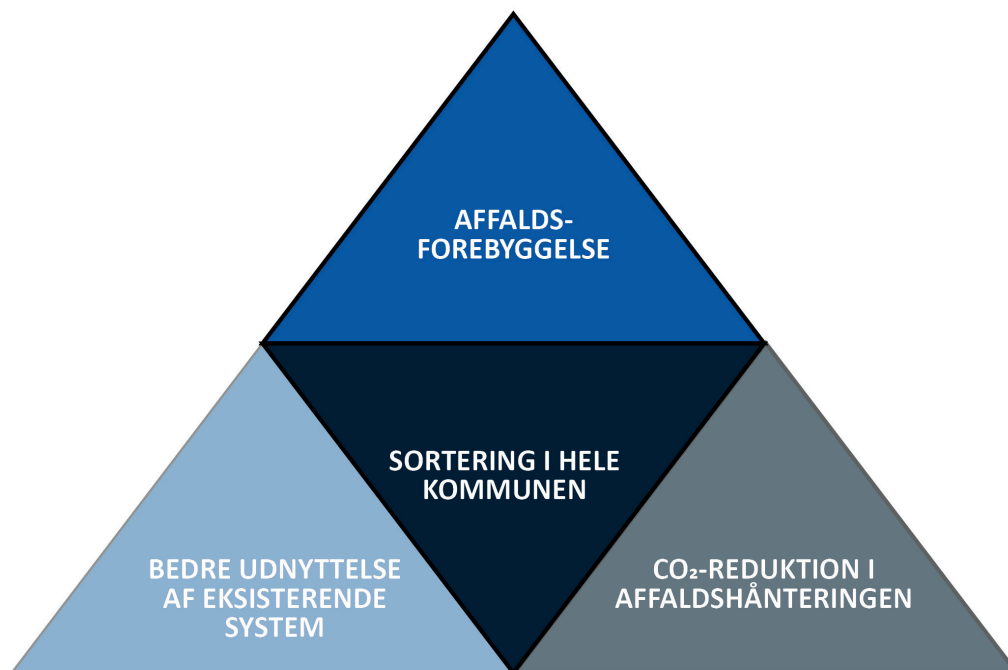 AFFALDS-
FOREBYGGELSE
SORTERING I HELE
KOMMUNEN
BEDRE UDNYTTELSE
AF EKSISTERENDE
SYSTEM
CO₂-REDUKTION I
AFFALDSHÅNTERINGEN